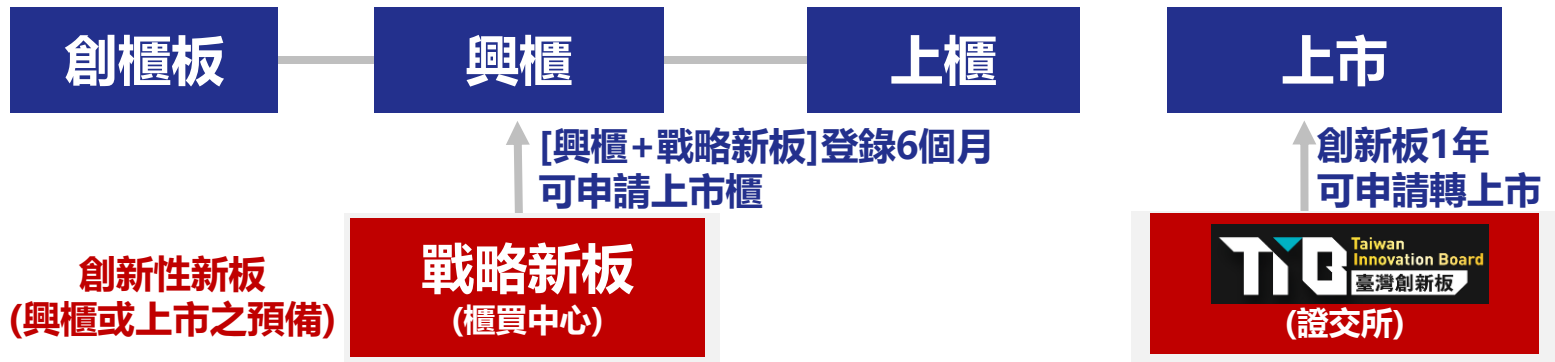 創櫃板
興櫃
上櫃
上市
[興櫃+戰略新板]登錄6個月
可申請上市櫃
創新板1年
可申請轉上市
創新性新板
(興櫃或上市之預備)
戰略新板
(櫃買中心)
TIB
Taiwan
Innovation Board
臺灣創新板
(證交所)